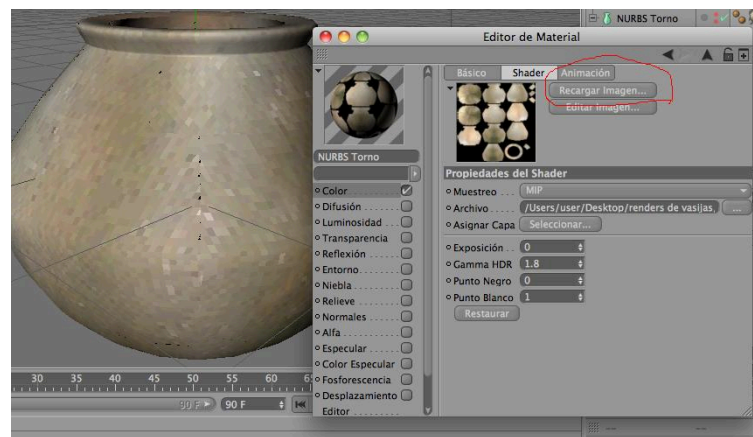 NURBS Torno
Editor de Material
Básico Shader Animación
Recargar Imagen...
Editar Imagen...
NURBS Torno
Propiedades del Shader
Color
Difusión
Luminosidad
Transparencia
Reflexión
Entorno
Niebla
Relieve
Normales
Alfa
Especular
Color Especular
Fosforescencia
Desplazamiento
Editor
Muestreo MIP
Archivo /Users/user/Desktop/renders de vasijas, ...
Asignar Capa Seleccionar...
Exposición 0
Gamma HDR 1.8
Punto Negro 0
Punto Blanco 1
Restaurar
30 35 40 45 50 55 60
90 F 90 F